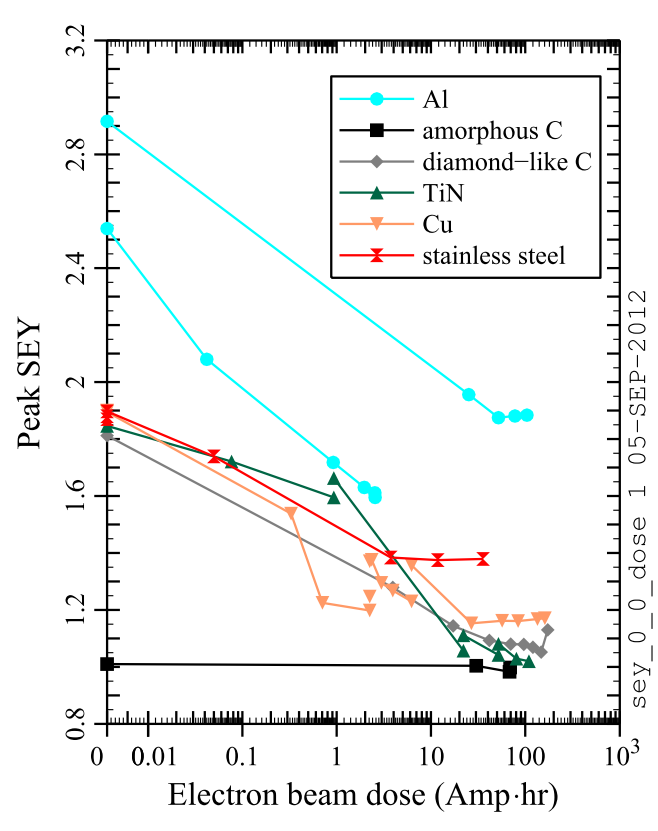 3.2
2.8
2.4
2
1.6
1.2
0.8
Peak SEY
Al
amorphous C
diamond−like C
TiN
Cu
stainless steel
0 0.01 0.1 1 10 100 10³
Electron beam dose (Amp·hr)
sey_0_0_dose 1 05−SEP−2012